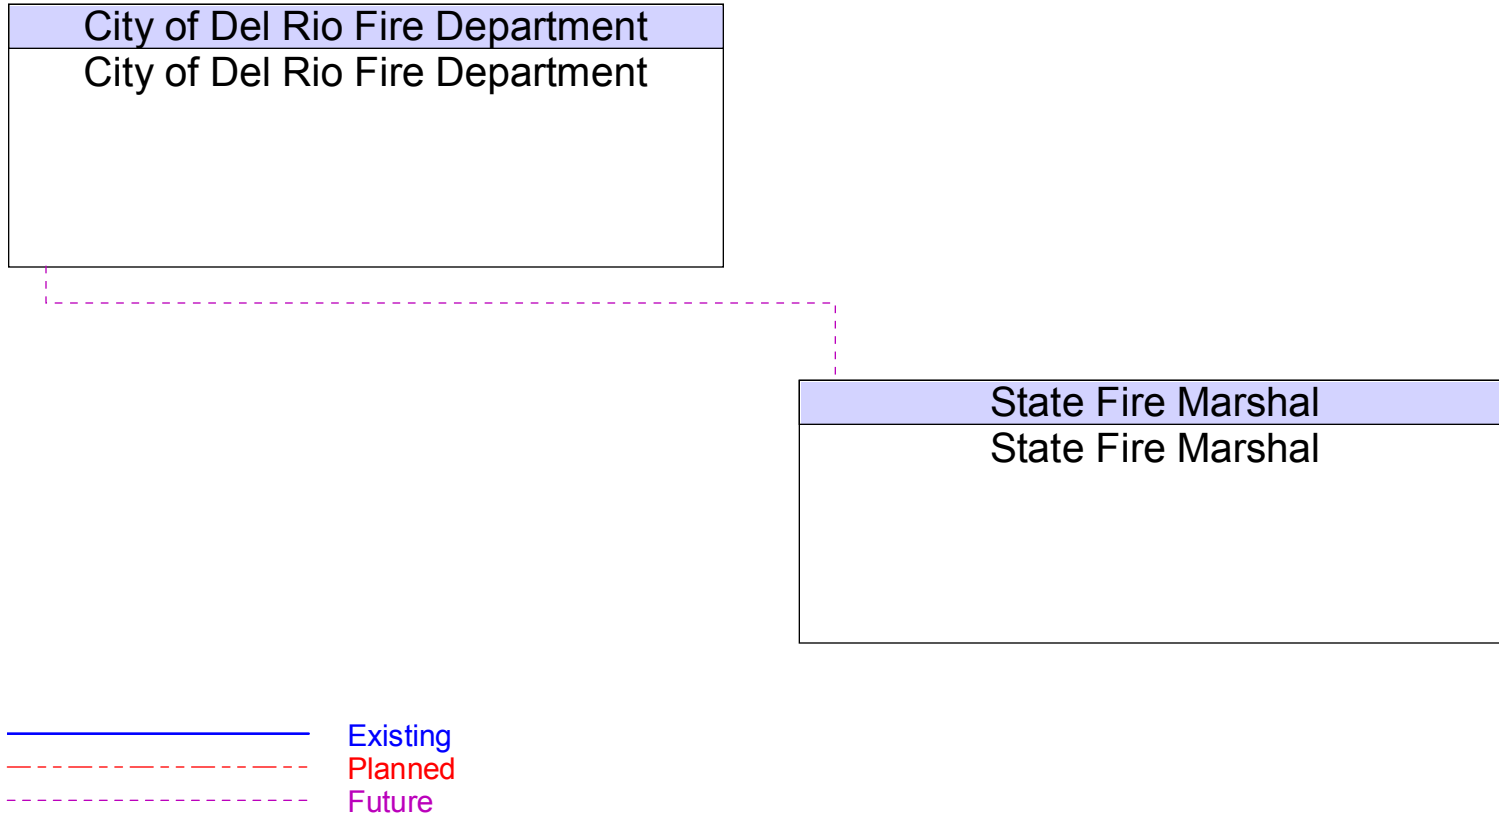 City of Del Rio Fire Department
City of Del Rio Fire Department
State Fire Marshal
State Fire Marshal
Existing
Planned
Future